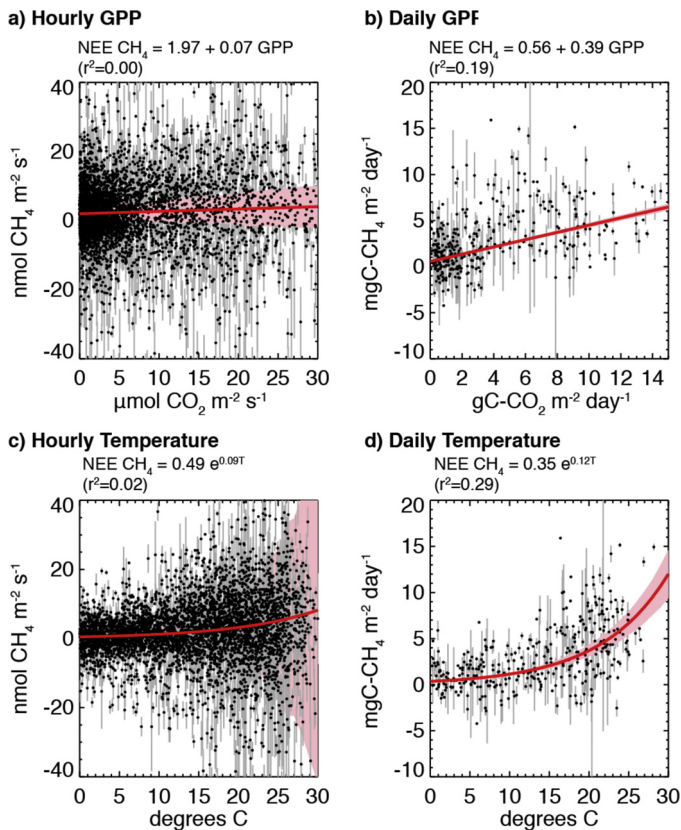 a) Hourly GPP
NEE CH₄ = 1.97 + 0.07 GPP
(r²=0.00)
nmol CH₄ m⁻² s⁻¹
40
20
0
-20
-40
0 5 10 15 20 25 30
μmol CO₂ m⁻² s⁻¹
b) Daily GPF
NEE CH₄ = 0.56 + 0.39 GPP
(r²=0.19)
mgC-CH₄ m⁻² day⁻¹
20
15
10
5
0
-5
-10
0 2 4 6 8 10 12 14
gC-CO₂ m⁻² day⁻¹
c) Hourly Temperature
NEE CH₄ = 0.49 e^0.09T
(r²=0.02)
nmol CH₄ m⁻² s⁻¹
40
20
0
-20
-40
0 5 10 15 20 25 30
degrees C
d) Daily Temperature
NEE CH₄ = 0.35 e^0.12T
(r²=0.29)
mgC-CH₄ m⁻² day⁻¹
20
15
10
5
0
-5
-10
0 5 10 15 20 25 30
degrees C